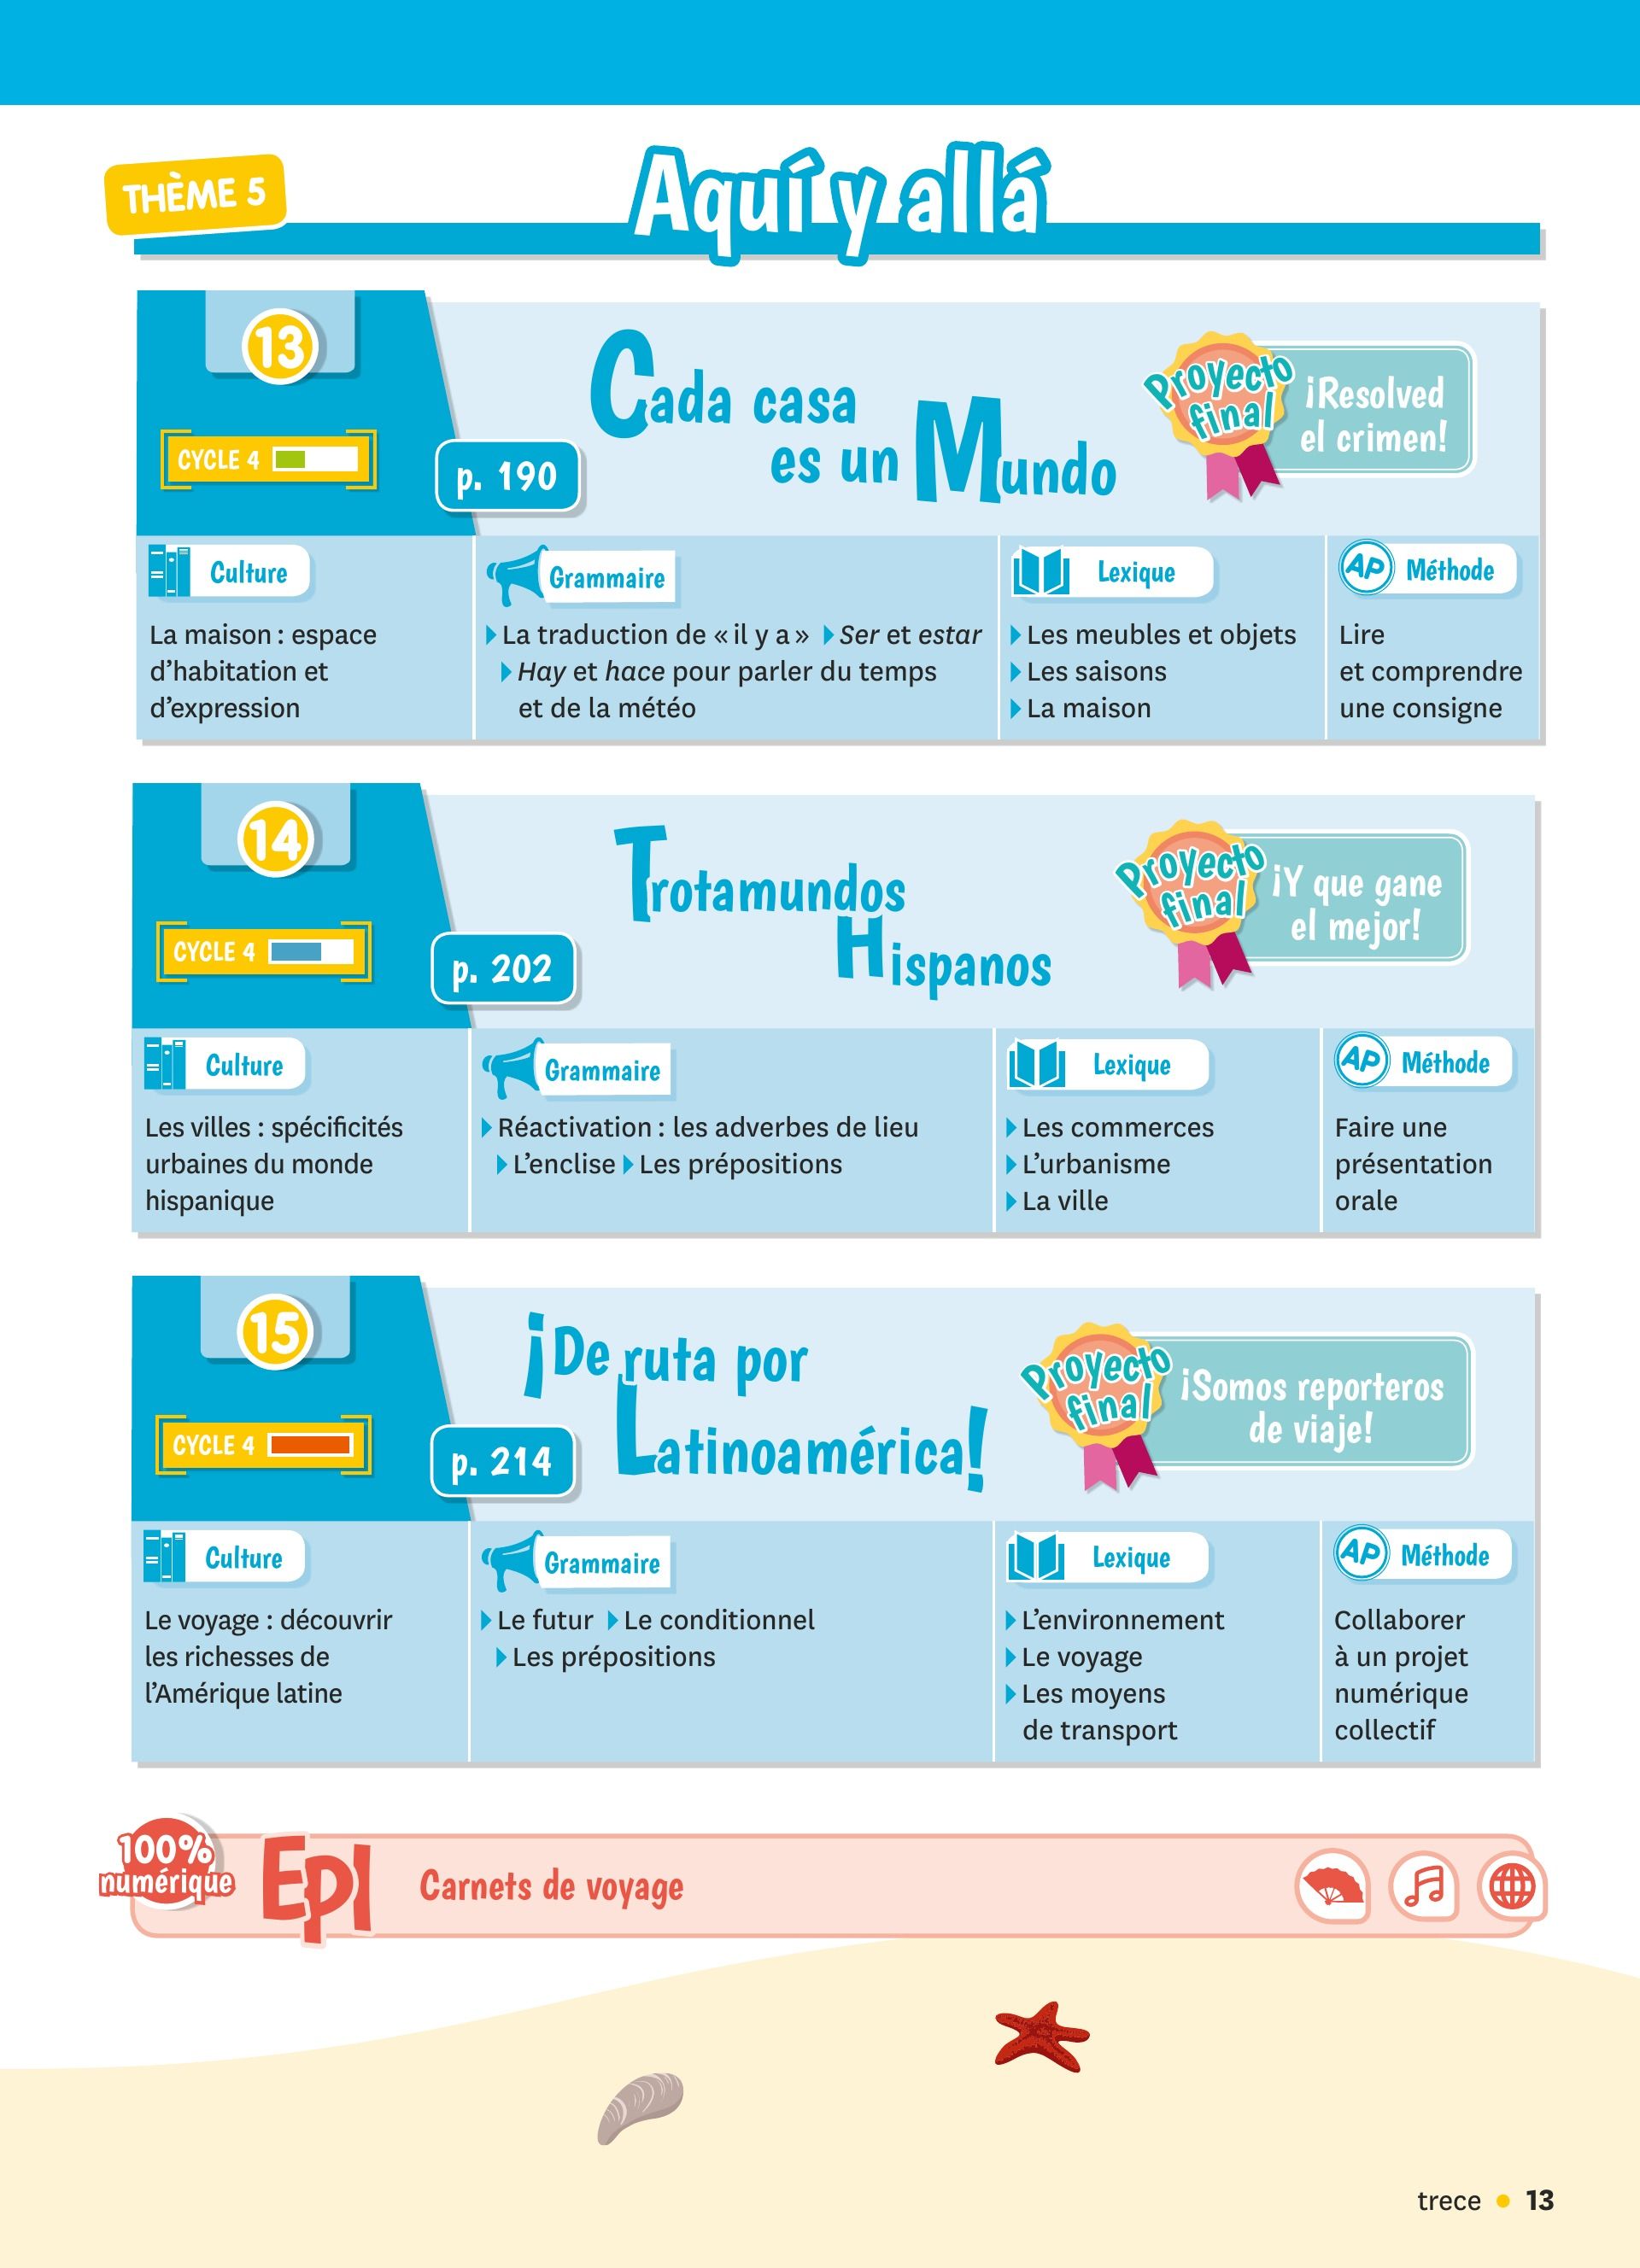 THÈME 5
Aquí y allá
13
CYCLE 4
p. 190
Cada casa
es un Mundo
Proyecto
final
¡Resolved
el crimen!
Culture
La maison : espace
d’habitation et
d’expression
Grammaire
La traduction de « il y a » Ser et estar
Hay et hace pour parler du temps
et de la météo
Lexique
Les meubles et objets
Les saisons
La maison
AP Méthode
Lire
et comprendre
une consigne
14
CYCLE 4
p. 202
Trotamundos
Hispanos
Proyecto
final
¡Y que gane
el mejor!
Culture
Les villes : spécificités
urbaines du monde
hispanique
Grammaire
Réactivation : les adverbes de lieu
L’enclise Les prépositions
Lexique
Les commerces
L’urbanisme
La ville
AP Méthode
Faire une
présentation
orale
15
CYCLE 4
p. 214
¡De ruta por
Latinoamérica!
Proyecto
final
¡Somos reporteros
de viaje!
Culture
Le voyage : découvrir
les richesses de
l’Amérique latine
Grammaire
Le futur Le conditionnel
Les prépositions
Lexique
L’environnement
Le voyage
Les moyens
de transport
AP Méthode
Collaborer
à un projet
numérique
collectif
100%
numérique
EpI
Carnets de voyage
trece • 13